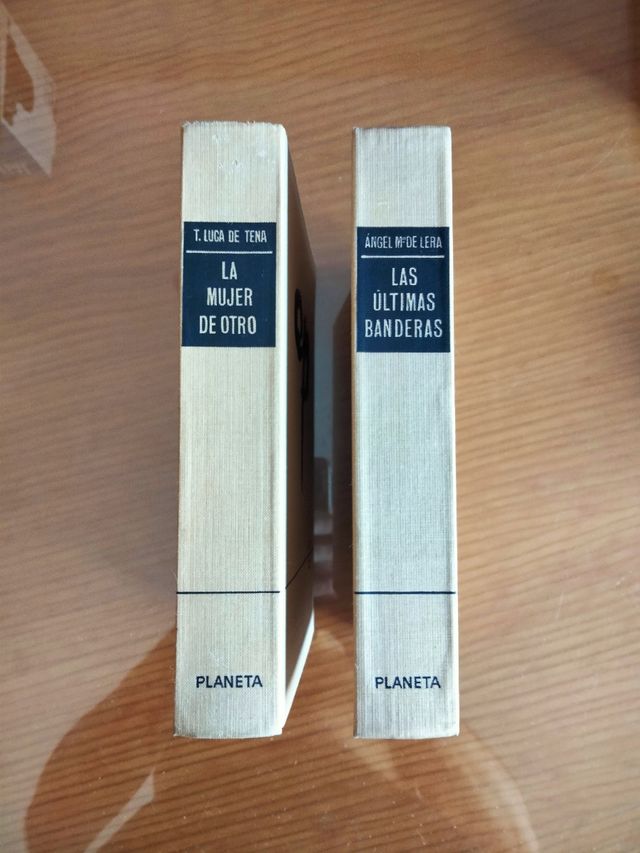 T. LUCA DE TENA
LA
MUJER
DE OTRO
PLANETA
ÁNGEL Mª DE LERA
LAS
ÚLTIMAS
BANDERAS
PLANETA